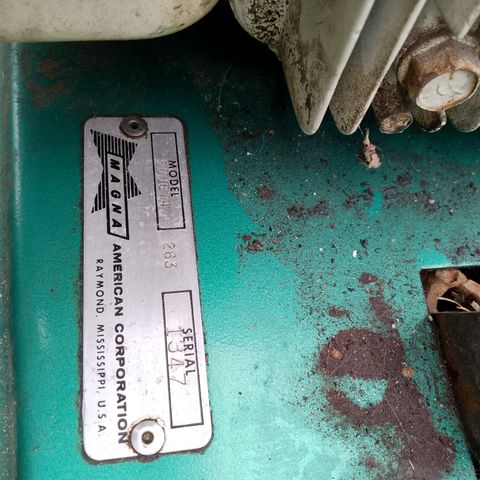 MAGNA
AMERICAN CORPORATION
RAYMOND, MISSISSIPPI, U.S.A.
MODEL
263
SERIAL
1347